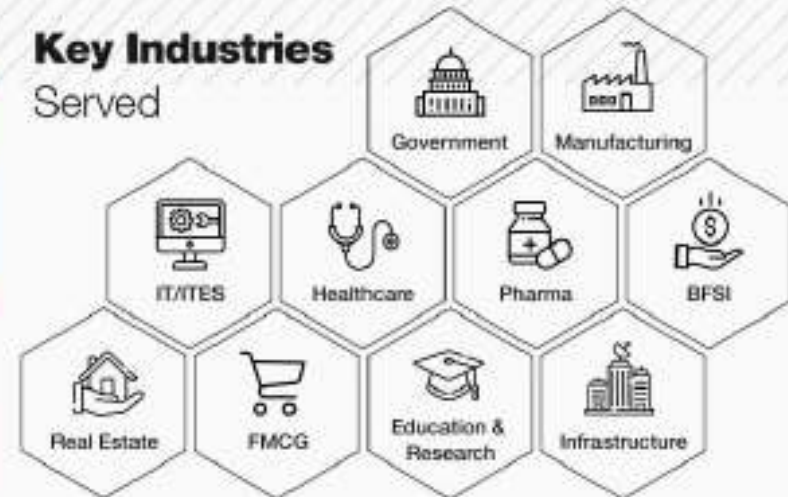 Key Industries
Served
Government
Manufacturing
IT/ITES
Healthcare
Pharma
BFSI
Real Estate
FMCG
Education &
Research
Infrastructure